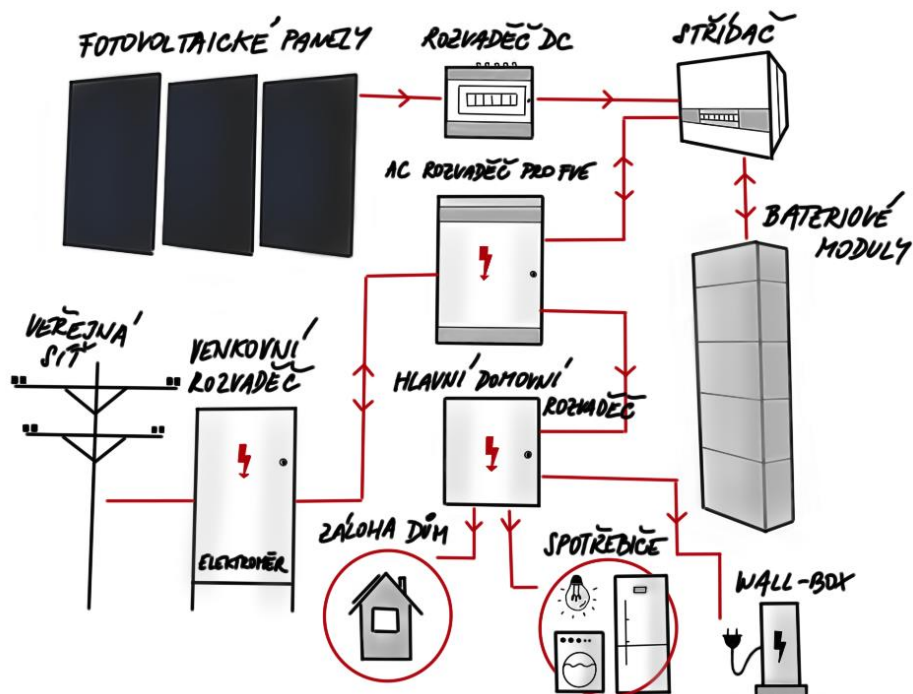 FOTOVOLTAICKÉ PANELY
ROZVADĚČ DC
STŘÍDAČ
AC ROZVADĚČ PRO FVE
BATERIOVÉ
MODULY
VEŘEJNÁ
SÍŤ
VENKOVNÍ
ROZVADĚČ
HLAVNÍ DOMOVNÍ
ROZVADĚČ
ELEKTROMĚR
ZÁLOHA DŮM
SPOTŘEBIČE
WALL-BOX